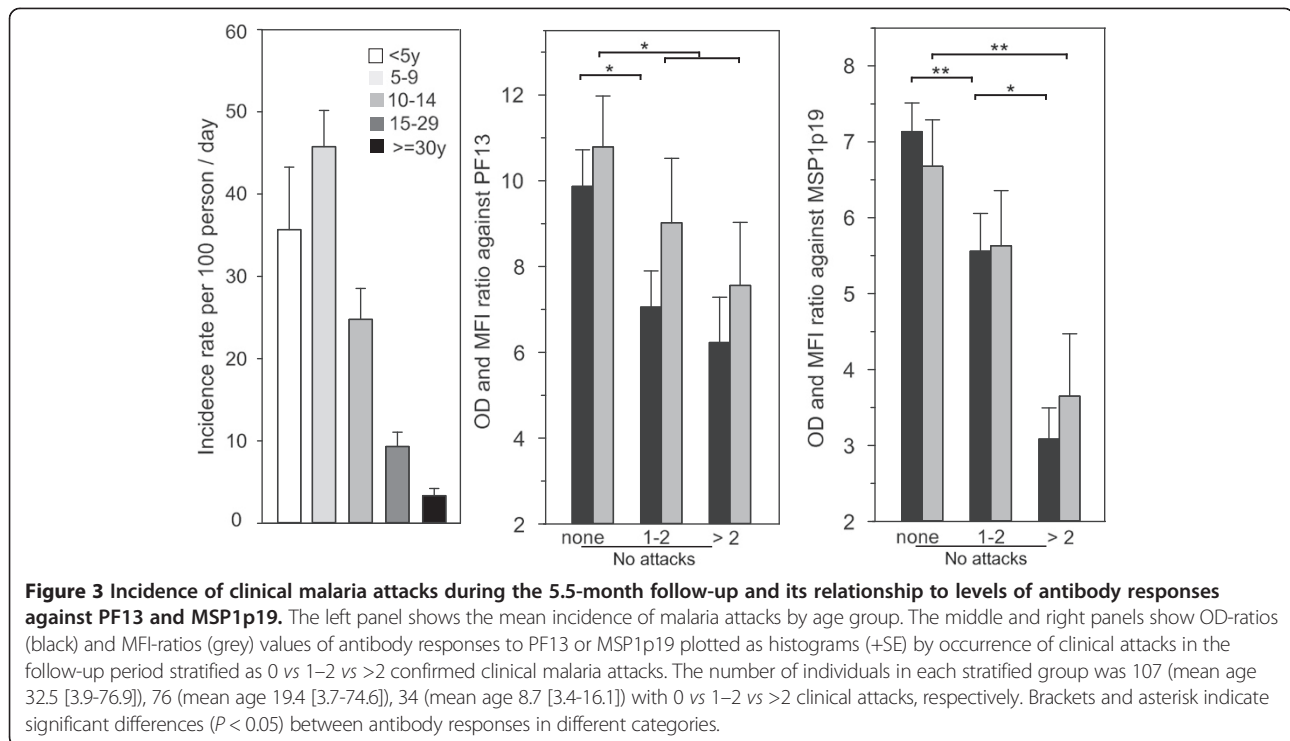 Incidence rate per 100 person / day
60
50
40
30
20
10
0
<5y
5-9
10-14
15-29
>=30y
OD and MFI ratio against PF13
12
10
8
6
4
2
*
*
none 1-2 > 2
No attacks
OD and MFI ratio against MSP1p19
8
7
6
5
4
3
2
**
**
*
none 1-2 > 2
No attacks
Figure 3 Incidence of clinical malaria attacks during the 5.5-month follow-up and its relationship to levels of antibody responses
against PF13 and MSP1p19. The left panel shows the mean incidence of malaria attacks by age group. The middle and right panels show OD-ratios
(black) and MFI-ratios (grey) values of antibody responses to PF13 or MSP1p19 plotted as histograms (+SE) by occurrence of clinical attacks in the
follow-up period stratified as 0 vs 1–2 vs >2 confirmed clinical malaria attacks. The number of individuals in each stratified group was 107 (mean age
32.5 [3.9-76.9]), 76 (mean age 19.4 [3.7-74.6]), 34 (mean age 8.7 [3.4-16.1]) with 0 vs 1–2 vs >2 clinical attacks, respectively. Brackets and asterisk indicate
significant differences (P < 0.05) between antibody responses in different categories.